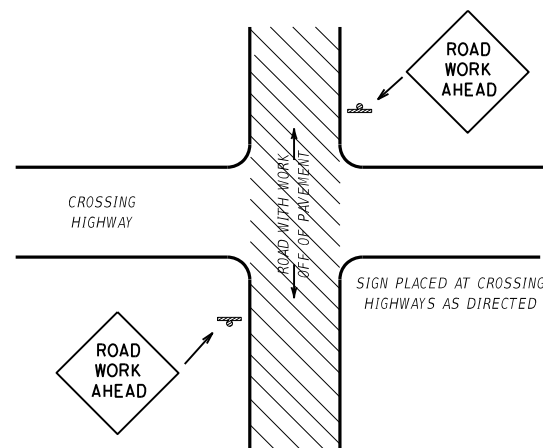 ROAD
WORK
AHEAD
CROSSING
HIGHWAY
ROAD WITH WORK
OFF OF PAVEMENT
SIGN PLACED AT CROSSING
HIGHWAYS AS DIRECTED
ROAD
WORK
AHEAD